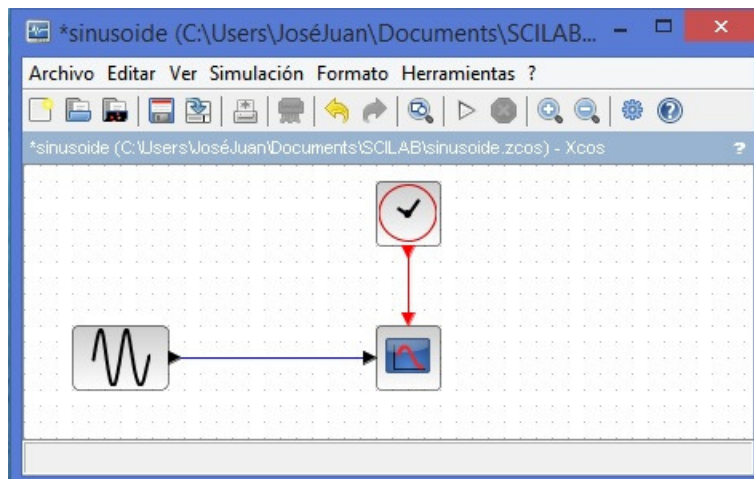 *sinusoide (C:\Users\JoséJuan\Documents\SCILAB...
Archivo Editar Ver Simulación Formato Herramientas ?
*sinusoide (C:\Users\JoséJuan\Documents\SCILAB\sinusoide.zcos) - Xcos ?